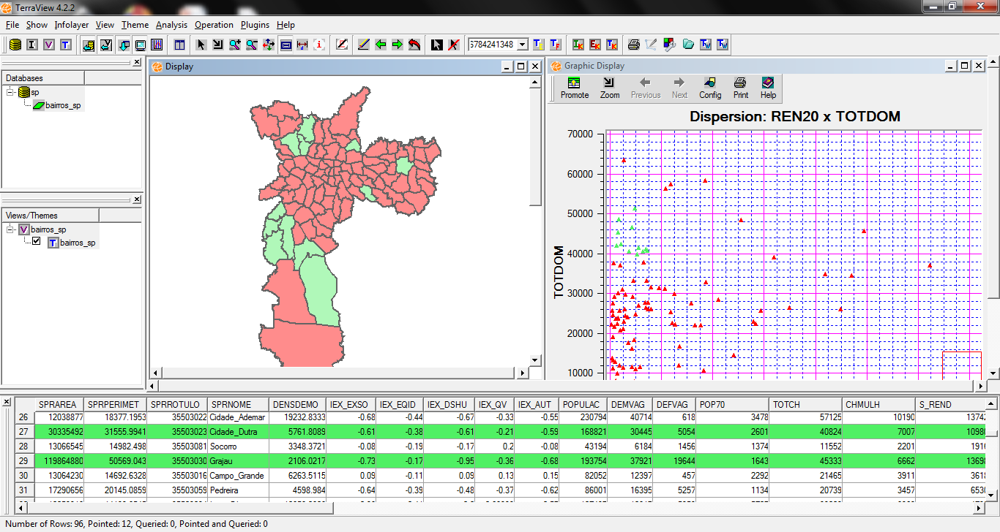 TerraView 4.2.2
File Show Infolayer View Theme Analysis Operation Plugins Help
6784241348
Databases
sp
bairros_sp
Views/Themes
bairros_sp
bairros_sp
Display
Graphic Display
Promote Zoom Previous Next Config Print Help
Dispersion: REN20 x TOTDOM
TOTDOM
70000
60000
50000
40000
30000
20000
10000
SPRAREA SPRPERIMET SPRROTULO SPRNOME DENSDEMO IEX_EXSO IEX_EQID IEX_DSHU IEX_QV IEX_AUT POPULAC DEMVAG DEFVAG POP70 TOTCH CHMULH S_REND
26 12038877 18377.1953 35503022 Cidade_Ademar 19232.8333 -0.68 -0.44 -0.67 -0.33 -0.55 230794 40714 618 3478 57125 10190 13742
27 30335492 31555.9941 35503023 Cidade_Dutra 5761.8089 -0.61 -0.38 -0.61 -0.21 -0.59 168821 30445 5054 2601 40824 7007 1098
28 13066545 14982.498 35503081 Socorro 3348.3721 -0.08 -0.19 -0.17 0.2 -0.08 43194 6184 1456 1374 11552 2201 1916
29 119864880 50569.043 35503030 Grajau 2106.0217 -0.73 -0.17 -0.95 -0.36 -0.68 193754 37921 19644 1643 45333 6662 1369
30 13064230 14692.6328 35503016 Campo_Grande 6263.5115 0.09 -0.11 0.09 0.13 0.15 82052 12397 457 2292 21465 3911 3618
31 17290656 20145.0859 35503059 Pedreira 4598.984 -0.64 -0.39 -0.48 -0.37 -0.62 86001 16395 5257 1134 20739 3457 6530
Number of Rows: 96, Pointed: 12, Queried: 0, Pointed and Queried: 0